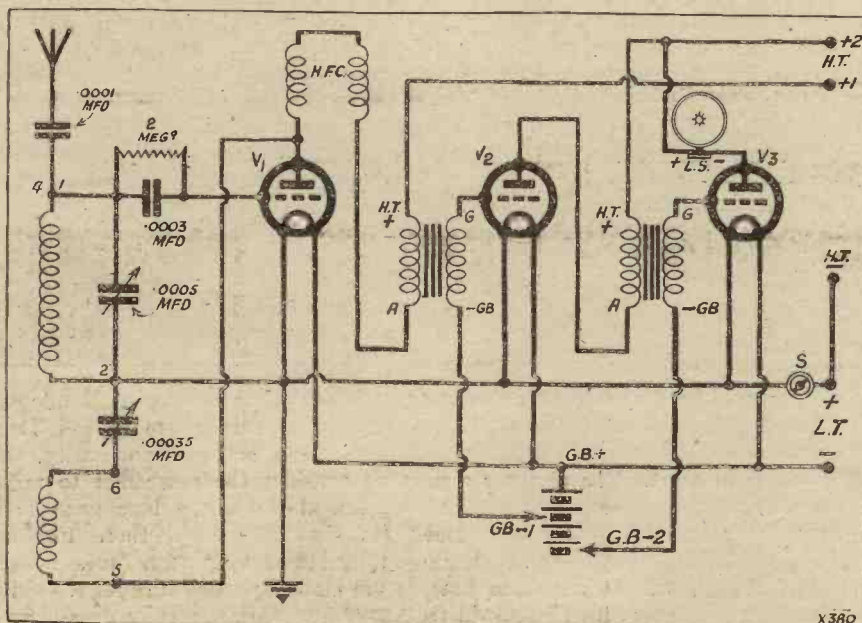 .0001
MFD
4 1
2
MEGᵍ
.0003
MFD
.0005
MFD
2
.00035
MFD
6
5
H.F.C.
V1
H.T.
+
A
G
-GB
V2
H.T.
+
A
G
-GB
+ L.S. -
V3
+2
H.T.
+1
H.T.
-
S
+
L.T.
-
G.B.+
GB-1
G.B-2
X380